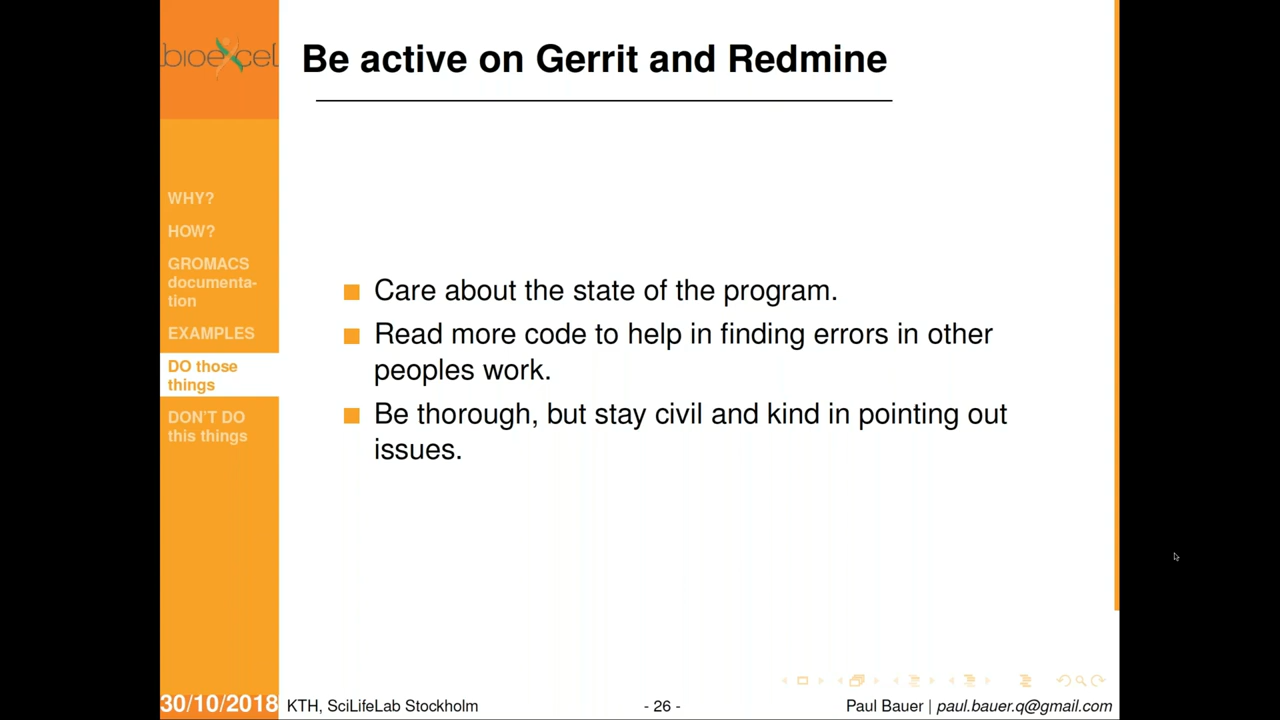 bioexcel
Be active on Gerrit and Redmine
WHY?
HOW?
GROMACS
documenta-
tion
EXAMPLES
DO those
things
DON'T DO
this things
Care about the state of the program.
Read more code to help in finding errors in other
peoples work.
Be thorough, but stay civil and kind in pointing out
issues.
30/10/2018 KTH, SciLifeLab Stockholm - 26 - Paul Bauer | paul.bauer.q@gmail.com